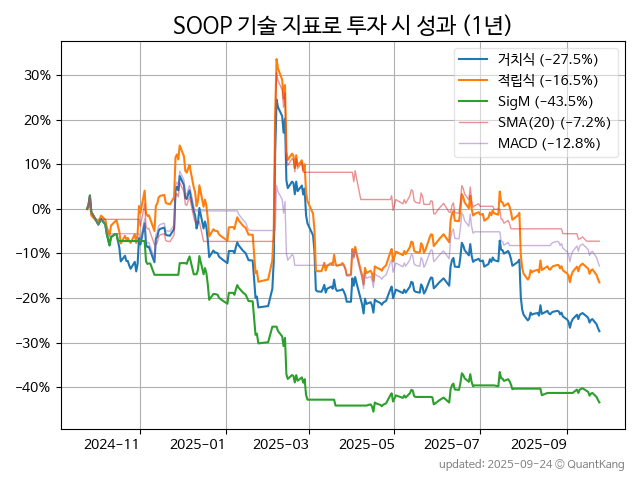 SOOP 기술 지표로 투자 시 성과 (1년)
거치식 (−27.5%)
적립식 (−16.5%)
SigM (−43.5%)
SMA(20) (−7.2%)
MACD (−12.8%)
30%
20%
10%
0%
−10%
−20%
−30%
−40%
2024-11
2025-01
2025-03
2025-05
2025-07
2025-09
updated: 2025-09-24 © QuantKang